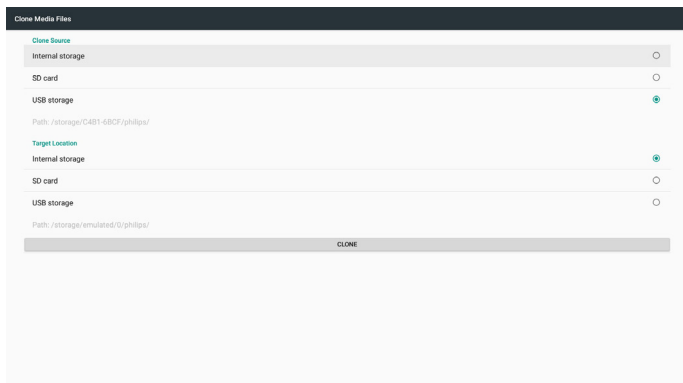 Clone Media Files
Clone Source
Internal storage
SD card
USB storage
Path: /storage/C4B1-6BCF/philips/
Target Location
Internal storage
SD card
USB storage
Path: /storage/emulated/0/philips/
CLONE